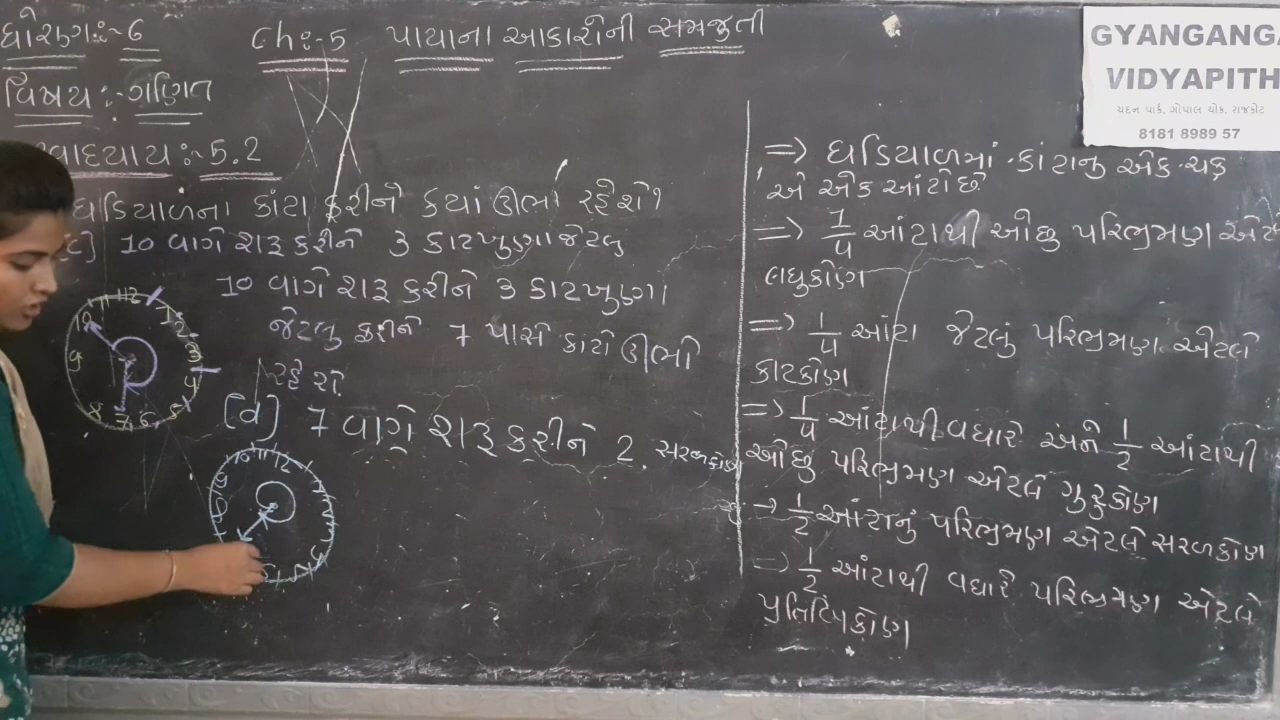 ધોરણઃ-6
Ch:-5 પાયાના આકારોની સમજૂતી
વિષયઃ-ગણિત
સ્વાધ્યાયઃ-5.2
ઘડિયાળના કાંટા ફરીને કયાં ઊભા રહેશે?
10 વાગે શરૂ કરીને 3 કાટખુણા જેટલુ
10 વાગે શરૂ કરીને 3 કાટખુણા
જેટલુ ફરીને 7 પાસે કાંટો ઊભો
રહેશે.
7 વાગે શરૂ કરીને 2 સરળકોણ
GYANGANGA
VIDYAPITH
ચંદન પાર્ક, ગોપાલ ચોક, રાજકોટ
8181 8989 57
=> ઘડિયાળમાં કાંટાનુ એક ચક્ર
એ એક આંટો છે
=> 1/4 આંટાથી ઓછુ પરિભ્રમણ એટલે
લઘુકોણ
=> 1/4 આંટા જેટલું પરિભ્રમણ એટલે
કાટકોણ
=> 1/4 આંટાથી વધારે અને 1/2 આંટાથી
ઓછુ પરિભ્રમણ એટલે ગુરુકોણ
=> 1/2 આંટાનું પરિભ્રમણ એટલે સરળકોણ
=> 1/2 આંટાથી વધારે પરિભ્રમણ એટલે
પ્રતિબિંપકોણ